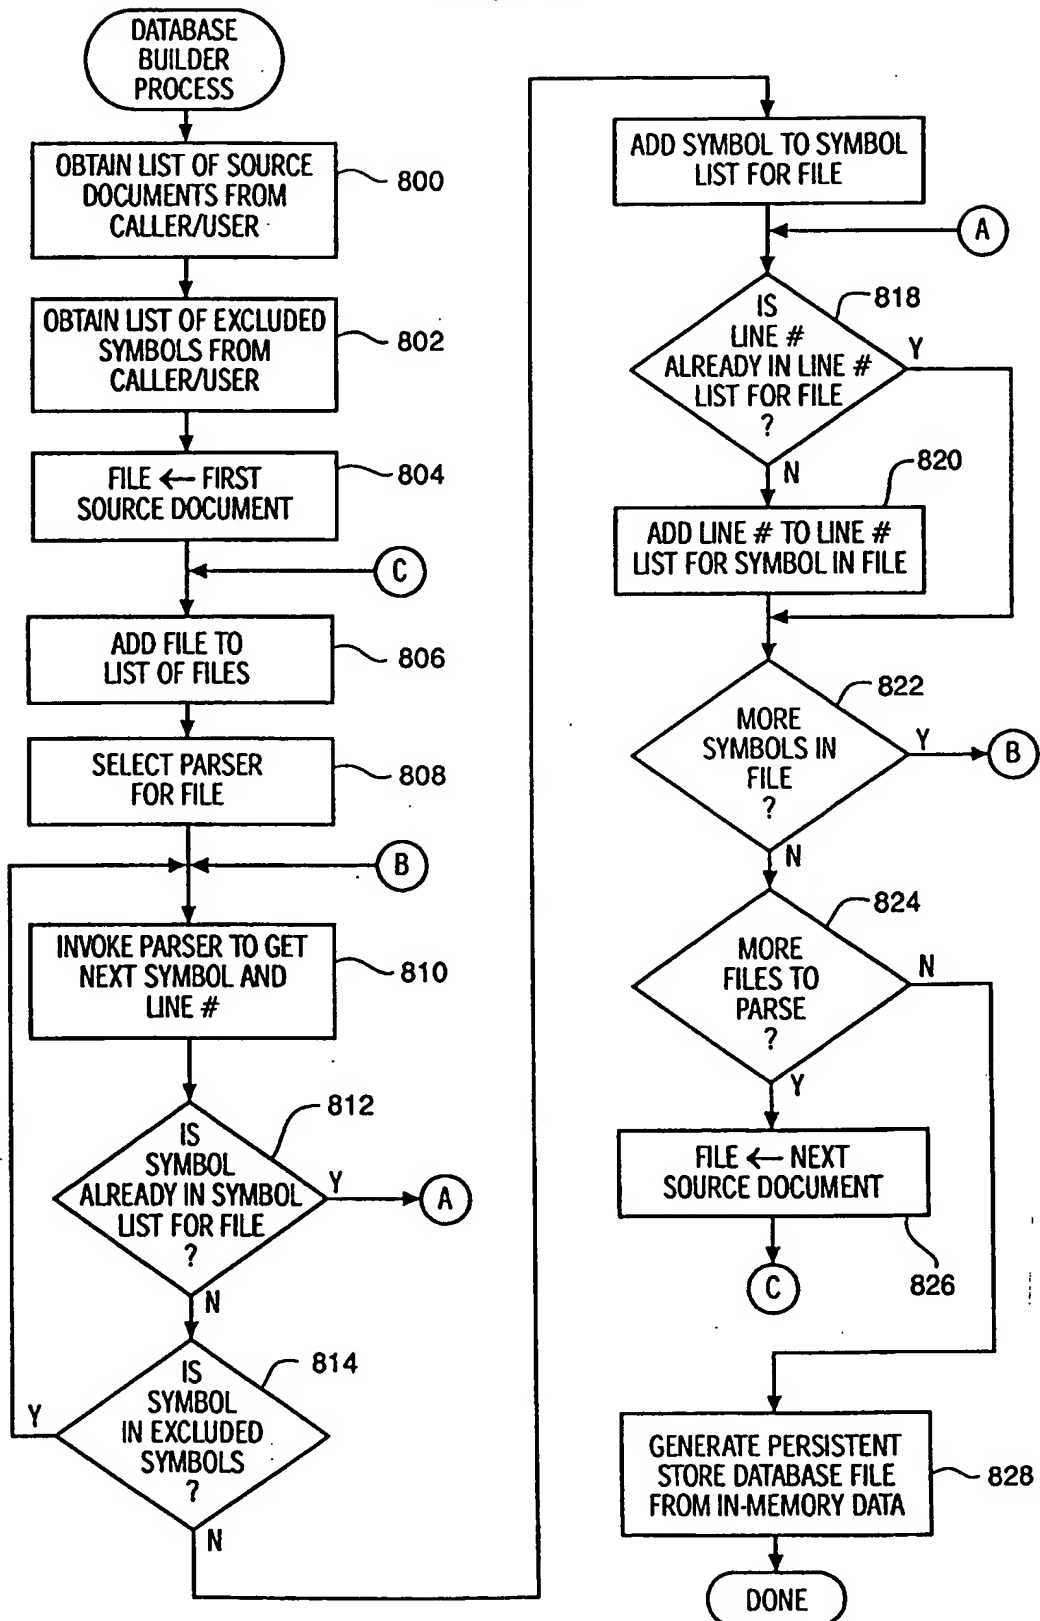 DATABASE
BUILDER
PROCESS
OBTAIN LIST OF SOURCE
DOCUMENTS FROM
CALLER/USER
800
OBTAIN LIST OF EXCLUDED
SYMBOLS FROM
CALLER/USER
802
FILE ← FIRST
SOURCE DOCUMENT
804
C
ADD FILE TO
LIST OF FILES
806
SELECT PARSER
FOR FILE
808
B
INVOKE PARSER TO GET
NEXT SYMBOL AND
LINE #
810
812
IS
SYMBOL
ALREADY IN SYMBOL
LIST FOR FILE
?
Y
A
N
814
IS
SYMBOL
IN EXCLUDED
SYMBOLS
?
Y
N
ADD SYMBOL TO SYMBOL
LIST FOR FILE
A
818
IS
LINE #
ALREADY IN LINE #
LIST FOR FILE
?
Y
N
820
ADD LINE # TO LINE #
LIST FOR SYMBOL IN FILE
822
MORE
SYMBOLS IN
FILE
?
Y
B
N
824
MORE
FILES TO
PARSE
?
N
Y
FILE ← NEXT
SOURCE DOCUMENT
826
C
GENERATE PERSISTENT
STORE DATABASE FILE
FROM IN-MEMORY DATA
828
DONE